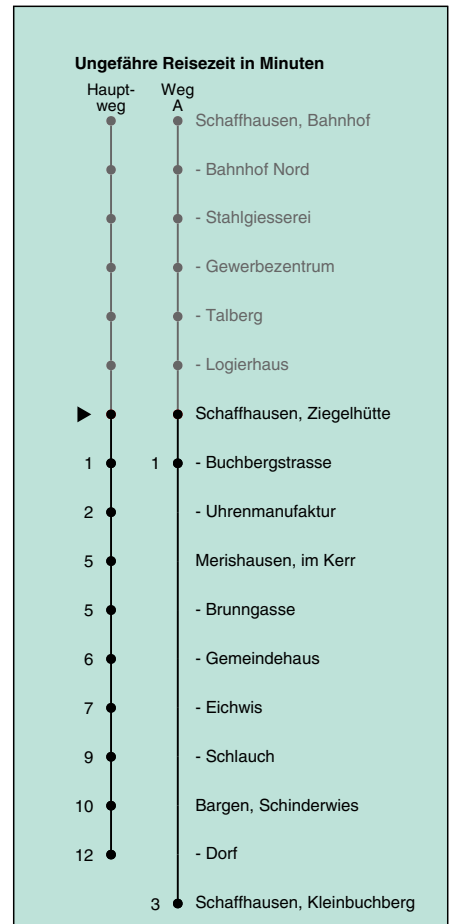 Ungefähre Reisezeit in Minuten
Haupt-
weg
Weg
A
Schaffhausen, Bahnhof
- Bahnhof Nord
- Stahlgiesserei
- Gewerbezentrum
- Talberg
- Logierhaus
Schaffhausen, Ziegelhütte
1 1 - Buchbergstrasse
2 - Uhrenmanufaktur
5 Merishausen, im Kerr
5 - Brunngasse
6 - Gemeindehaus
7 - Eichwis
9 - Schlauch
10 Bargen, Schinderwies
12 - Dorf
3 Schaffhausen, Kleinbuchberg